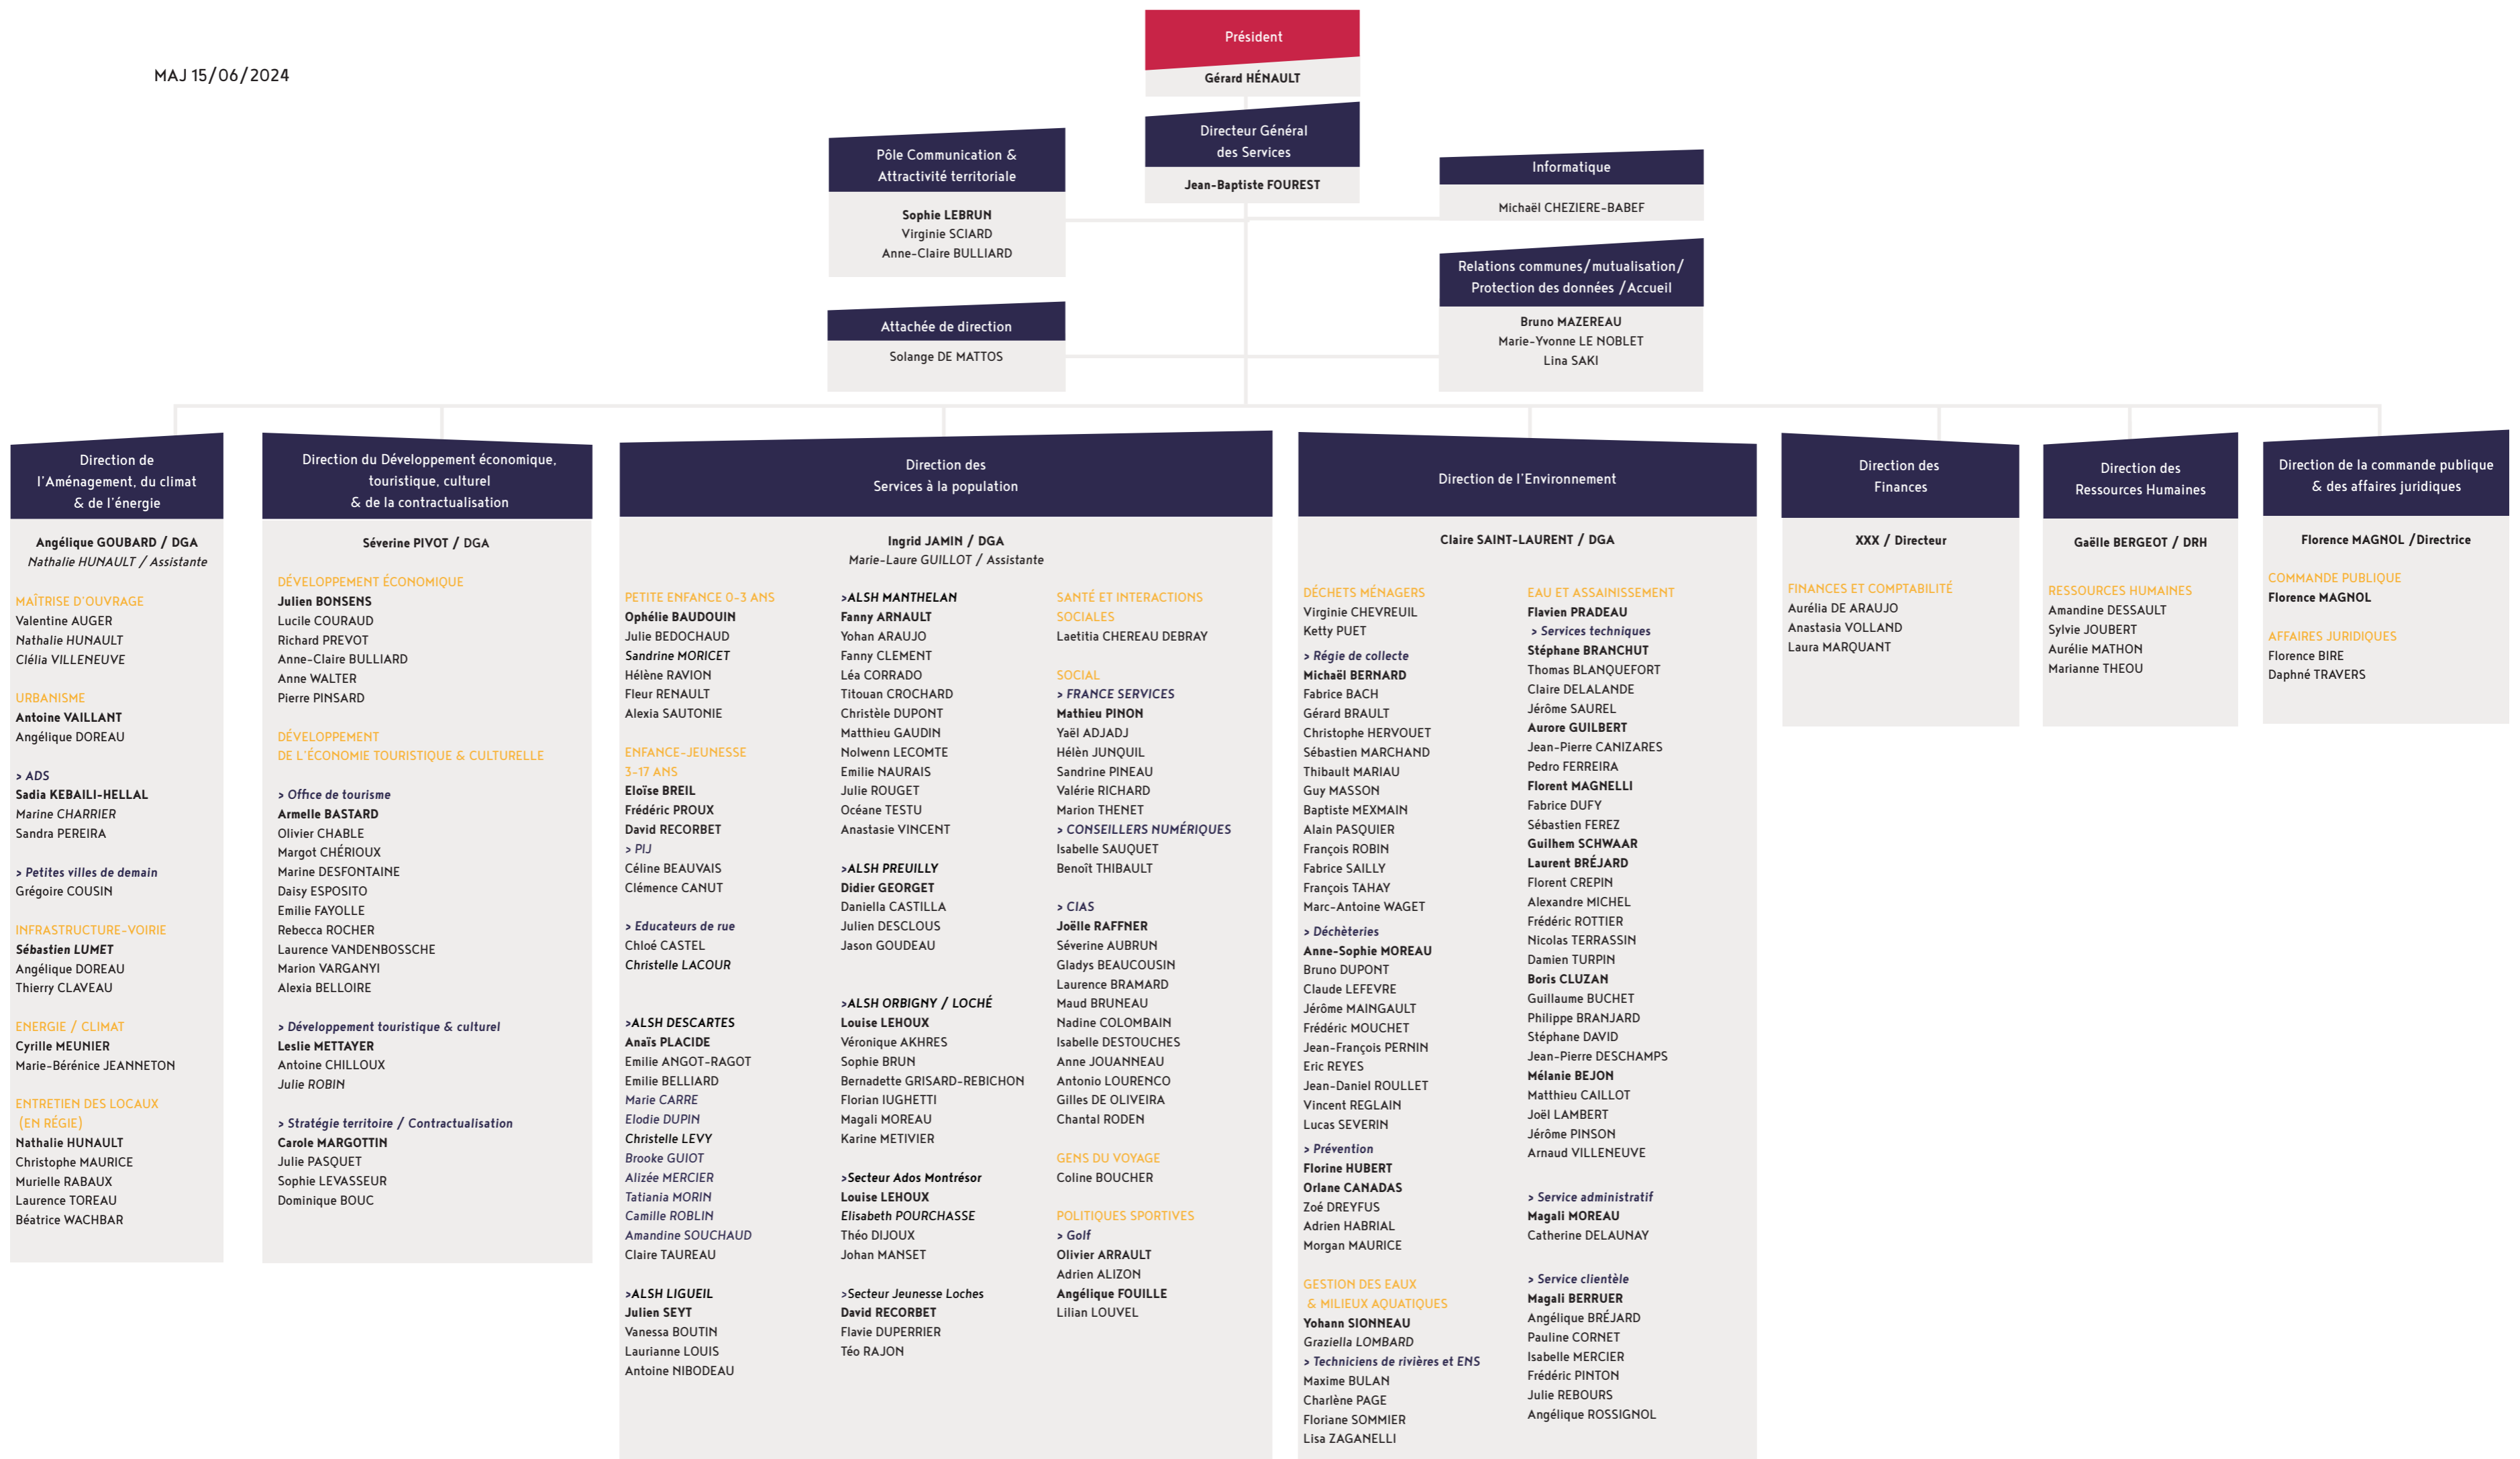 MAJ 15/06/2024
Président
Gérard HÉNAULT
Directeur Général
des Services
Jean-Baptiste FOUREST
Pôle Communication &
Attractivité territoriale
Sophie LEBRUN
Virginie SCIARD
Anne-Claire BULLIARD
Informatique
Michaël CHEZIERE-BABEF
Relations communes/mutualisation/
Protection des données /Accueil
Bruno MAZEREAU
Marie-Yvonne LE NOBLET
Lina SAKI
Attachée de direction
Solange DE MATTOS
Direction de
l'Aménagement, du climat
& de l'énergie
Angélique GOUBARD / DGA
Nathalie HUNAULT / Assistante
MAÎTRISE D'OUVRAGE
Valentine AUGER
Nathalie HUNAULT
Clélia VILLENEUVE
URBANISME
Antoine VAILLANT
Angélique DOREAU
> ADS
Sadia KEBAILI-HELLAL
Marine CHARRIER
Sandra PEREIRA
> Petites villes de demain
Grégoire COUSIN
INFRASTRUCTURE-VOIRIE
Sébastien LUMET
Angélique DOREAU
Thierry CLAVEAU
ENERGIE / CLIMAT
Cyrille MEUNIER
Marie-Bérénice JEANNETON
ENTRETIEN DES LOCAUX
(EN RÉGIE)
Nathalie HUNAULT
Christophe MAURICE
Murielle RABAUX
Laurence TOREAU
Béatrice WACHBAR
Direction du Développement économique,
touristique, culturel
& de la contractualisation
Séverine PIVOT / DGA
DÉVELOPPEMENT ÉCONOMIQUE
Julien BONSENS
Lucile COURAUD
Richard PREVOT
Anne-Claire BULLIARD
Anne WALTER
Pierre PINSARD
DÉVELOPPEMENT
DE L'ÉCONOMIE TOURISTIQUE & CULTURELLE
> Office de tourisme
Armelle BASTARD
Olivier CHABLE
Margot CHÉRIOUX
Marine DESFONTAINE
Daisy ESPOSITO
Emilie FAYOLLE
Rebecca ROCHER
Laurence VANDENBOSSCHE
Marion VARGANYI
Alexia BELLOIRE
> Développement touristique & culturel
Leslie METTAYER
Antoine CHILLOUX
Julie ROBIN
> Stratégie territoire / Contractualisation
Carole MARGOTTIN
Julie PASQUET
Sophie LEVASSEUR
Dominique BOUC
Direction des
Services à la population
Ingrid JAMIN / DGA
Marie-Laure GUILLOT / Assistante
PETITE ENFANCE 0-3 ANS
Ophélie BAUDOUIN
Julie BEDOCHAUD
Sandrine MORICET
Hélène RAVION
Fleur RENAULT
Alexia SAUTONIE
ENFANCE-JEUNESSE
3-17 ANS
Eloïse BREIL
Frédéric PROUX
David RECORBET
> PIJ
Céline BEAUVAIS
Clémence CANUT
> Educateurs de rue
Chloé CASTEL
Christelle LACOUR
>ALSH DESCARTES
Anaïs PLACIDE
Emilie ANGOT-RAGOT
Emilie BELLIARD
Marie CARRE
Elodie DUPIN
Christelle LEVY
Brooke GUIOT
Alizée MERCIER
Tatiania MORIN
Camille ROBLIN
Amandine SOUCHAUD
Claire TAUREAU
>ALSH LIGUEIL
Julien SEYT
Vanessa BOUTIN
Laurianne LOUIS
Antoine NIBODEAU
>ALSH MANTHELAN
Fanny ARNAULT
Yohan ARAUJO
Fanny CLEMENT
Léa CORRADO
Titouan CROCHARD
Christèle DUPONT
Matthieu GAUDIN
Nolwenn LECOMTE
Emilie NAURAIS
Julie ROUGET
Océane TESTU
Anastasie VINCENT
>ALSH PREUILLY
Didier GEORGET
Daniella CASTILLA
Julien DESCLOUS
Jason GOUDEAU
>ALSH ORBIGNY / LOCHÉ
Louise LEHOUX
Véronique AKHRES
Sophie BRUN
Bernadette GRISARD-REBICHON
Florian IUGHETTI
Magali MOREAU
Karine METIVIER
>Secteur Ados Montrésor
Louise LEHOUX
Elisabeth POURCHASSE
Théo DIJOUX
Johan MANSET
>Secteur Jeunesse Loches
David RECORBET
Flavie DUPERRIER
Téo RAJON
SANTÉ ET INTERACTIONS
SOCIALES
Laetitia CHEREAU DEBRAY
SOCIAL
> FRANCE SERVICES
Mathieu PINON
Yaël ADJADJ
Hélèn JUNQUIL
Sandrine PINEAU
Valérie RICHARD
Marion THENET
> CONSEILLERS NUMÉRIQUES
Isabelle SAUQUET
Benoît THIBAULT
> CIAS
Joëlle RAFFNER
Séverine AUBRUN
Gladys BEAUCOUSIN
Laurence BRAMARD
Maud BRUNEAU
Nadine COLOMBAIN
Isabelle DESTOUCHES
Anne JOUANNEAU
Antonio LOURENCO
Gilles DE OLIVEIRA
Chantal RODEN
GENS DU VOYAGE
Coline BOUCHER
POLITIQUES SPORTIVES
> Golf
Olivier ARRAULT
Adrien ALIZON
Angélique FOUILLE
Lilian LOUVEL
Direction de l'Environnement
Claire SAINT-LAURENT / DGA
DÉCHETS MÉNAGERS
Virginie CHEVREUIL
Ketty PUET
> Régie de collecte
Michaël BERNARD
Fabrice BACH
Gérard BRAULT
Christophe HERVOUET
Sébastien MARCHAND
Thibault MARIAU
Guy MASSON
Baptiste MEXMAIN
Alain PASQUIER
François ROBIN
Fabrice SAILLY
François TAHAY
Marc-Antoine WAGET
> Déchèteries
Anne-Sophie MOREAU
Bruno DUPONT
Claude LEFEVRE
Jérôme MAINGAULT
Frédéric MOUCHET
Jean-François PERNIN
Eric REYES
Jean-Daniel ROULLET
Vincent REGLAIN
Lucas SEVERIN
> Prévention
Florine HUBERT
Orlane CANADAS
Zoé DREYFUS
Adrien HABRIAL
Morgan MAURICE
GESTION DES EAUX
& MILIEUX AQUATIQUES
Yohann SIONNEAU
Graziella LOMBARD
> Techniciens de rivières et ENS
Maxime BULAN
Charlène PAGE
Floriane SOMMIER
Lisa ZAGANELLI
EAU ET ASSAINISSEMENT
Flavien PRADEAU
> Services techniques
Stéphane BRANCHUT
Thomas BLANQUEFORT
Claire DELALANDE
Jérôme SAUREL
Aurore GUILBERT
Jean-Pierre CANIZARES
Pedro FERREIRA
Florent MAGNELLI
Fabrice DUFY
Sébastien FEREZ
Guilhem SCHWAAR
Laurent BRÉJARD
Florent CREPIN
Alexandre MICHEL
Frédéric ROTTIER
Nicolas TERRASSIN
Damien TURPIN
Boris CLUZAN
Guillaume BUCHET
Philippe BRANJARD
Stéphane DAVID
Jean-Pierre DESCHAMPS
Mélanie BEJON
Matthieu CAILLOT
Joël LAMBERT
Jérôme PINSON
Arnaud VILLENEUVE
> Service administratif
Magali MOREAU
Catherine DELAUNAY
> Service clientèle
Magali BERRUER
Angélique BRÉJARD
Pauline CORNET
Isabelle MERCIER
Frédéric PINTON
Julie REBOURS
Angélique ROSSIGNOL
Direction des
Finances
XXX / Directeur
FINANCES ET COMPTABILITÉ
Aurélia DE ARAUJO
Anastasia VOLLAND
Laura MARQUANT
Direction des
Ressources Humaines
Gaëlle BERGEOT / DRH
RESSOURCES HUMAINES
Amandine DESSAULT
Sylvie JOUBERT
Aurélie MATHON
Marianne THEOU
Direction de la commande publique
& des affaires juridiques
Florence MAGNOL /Directrice
COMMANDE PUBLIQUE
Florence MAGNOL
AFFAIRES JURIDIQUES
Florence BIRE
Daphné TRAVERS